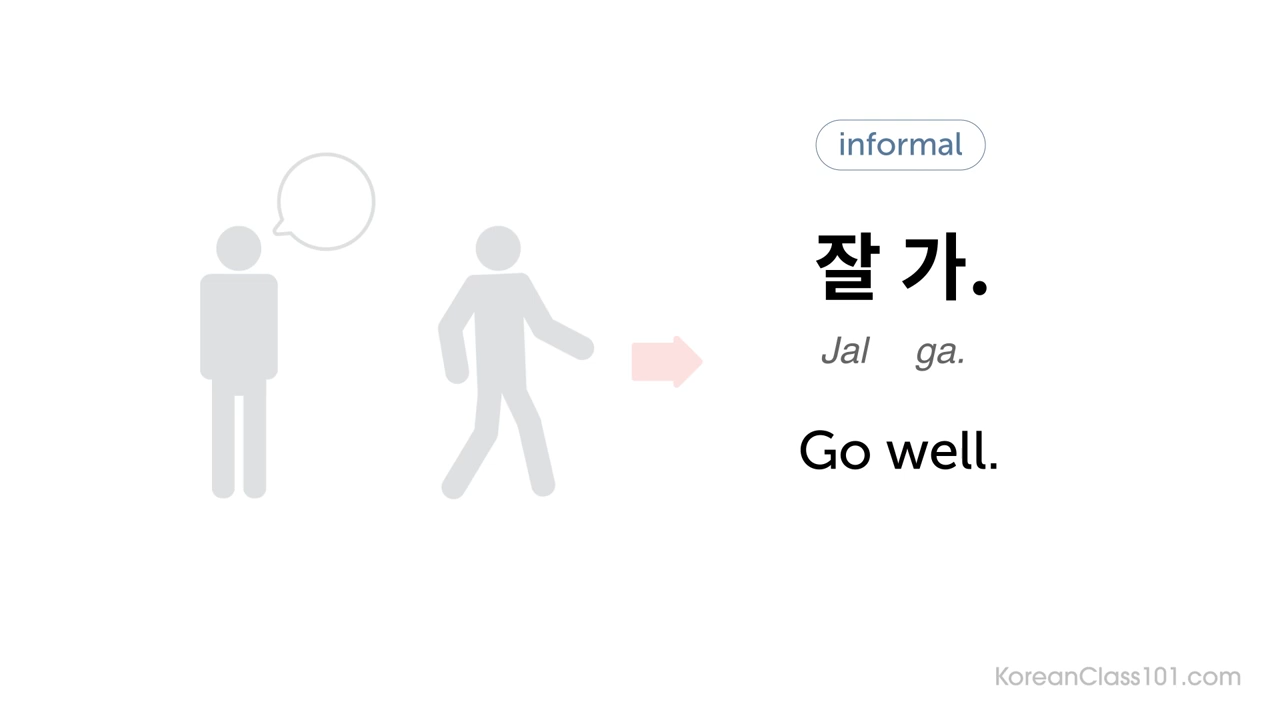 informal
잘 가.
Jal ga.
Go well.
KoreanClass101.com